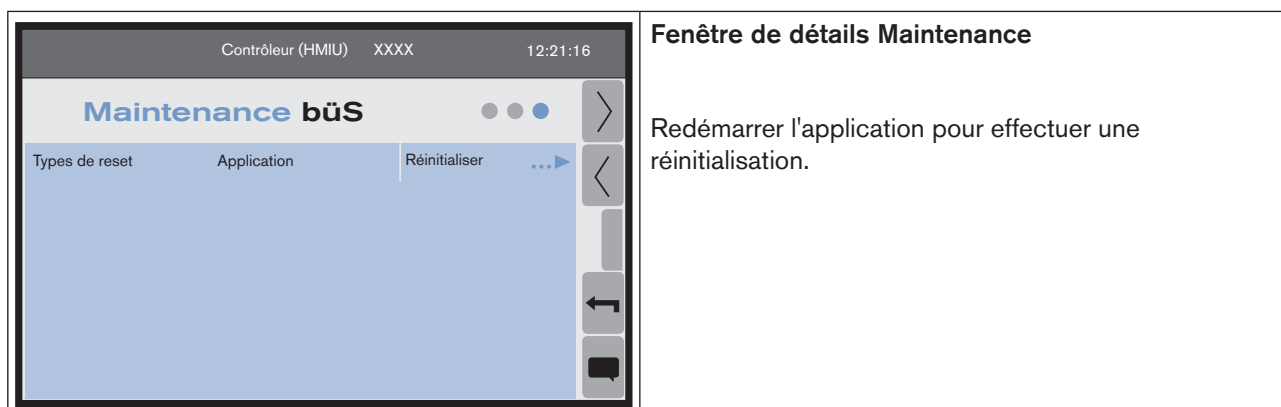 Contrôleur (HMIU) XXXX 12:21:16
Maintenance büS
Types de reset Application Réinitialiser ...
Fenêtre de détails Maintenance
Redémarrer l'application pour effectuer une
réinitialisation.